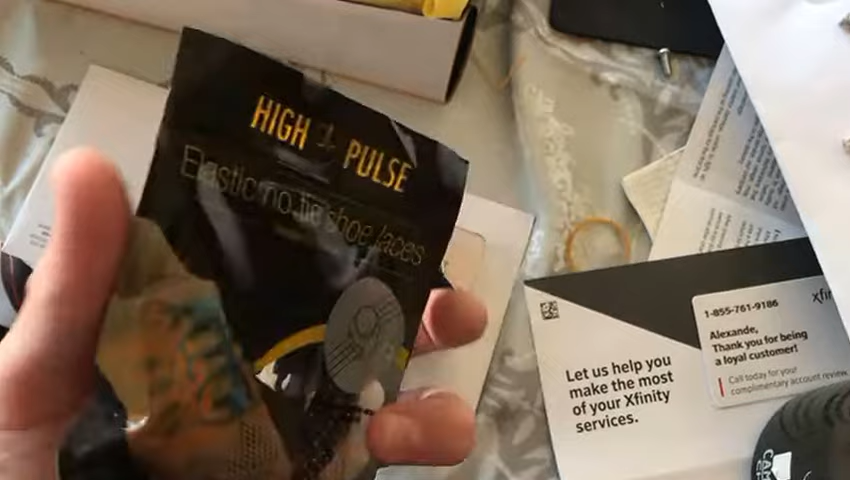 HIGH PULSE
Elastic no tie shoe laces
1-855-761-9186
Alexande,
Thank you for being
a loyal customer!
Call today for your
complimentary account review.
Let us help you
make the most
of your Xfinity
services.